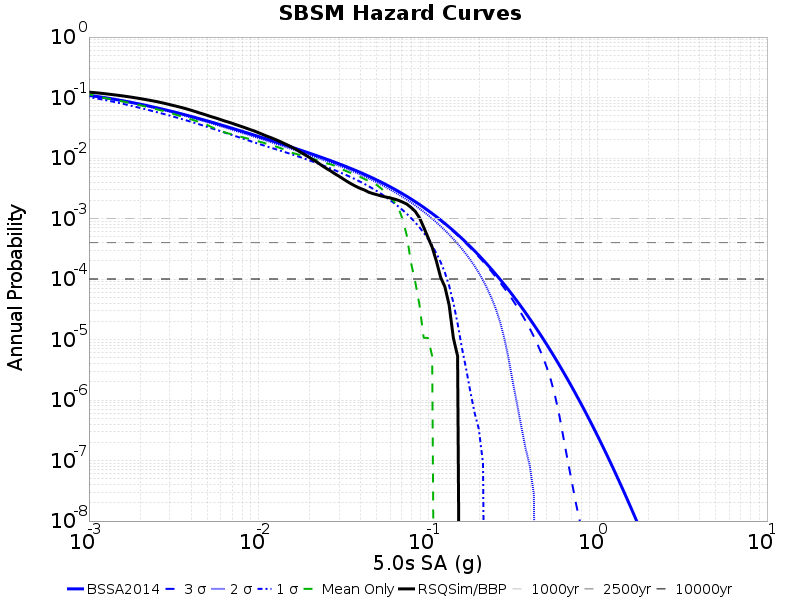 SBSM Hazard Curves
Annual Probability
10^0
10^-1
10^-2
10^-3
10^-4
10^-5
10^-6
10^-7
10^-8
10^-3 10^-2 10^-1 10^0 10^1
5.0s SA (g)
BSSA2014 3 σ 2 σ 1 σ Mean Only RSQSim/BBP 1000yr 2500yr 10000yr